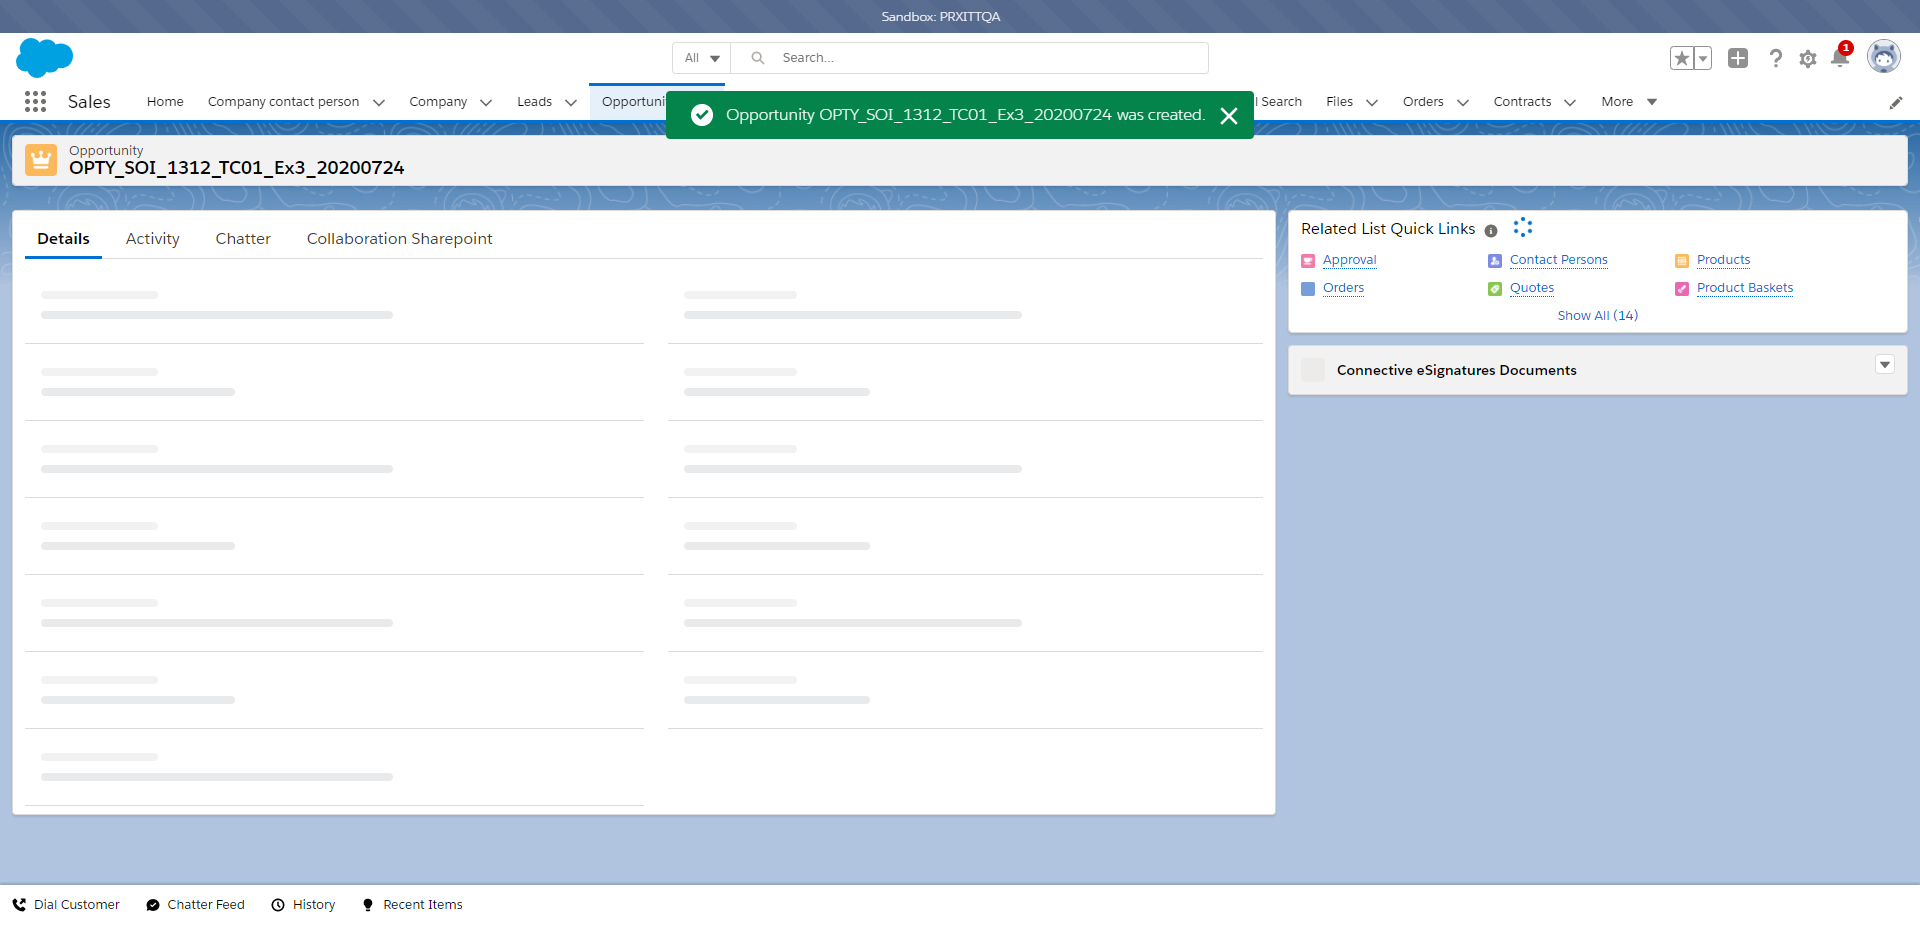 Sandbox: PRXITTQA
All
Search...
1
Sales
Home
Company contact person
Company
Leads
Opportuni
l Search
Files
Orders
Contracts
More
Opportunity OPTY_SOI_1312_TC01_Ex3_20200724 was created.
Opportunity
OPTY_SOI_1312_TC01_Ex3_20200724
Details
Activity
Chatter
Collaboration Sharepoint
Related List Quick Links
Approval
Contact Persons
Products
Orders
Quotes
Product Baskets
Show All (14)
Connective eSignatures Documents
Dial Customer
Chatter Feed
History
Recent Items